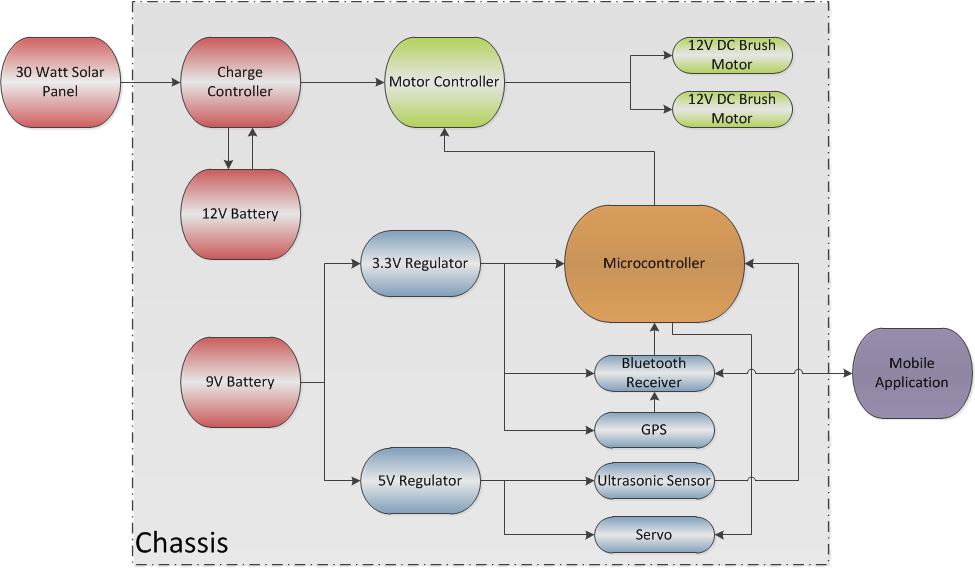 30 Watt Solar
Panel
Charge
Controller
Motor Controller
12V DC Brush
Motor
12V DC Brush
Motor
12V Battery
3.3V Regulator
Microcontroller
9V Battery
Bluetooth
Receiver
Mobile
Application
GPS
5V Regulator
Ultrasonic Sensor
Servo
Chassis